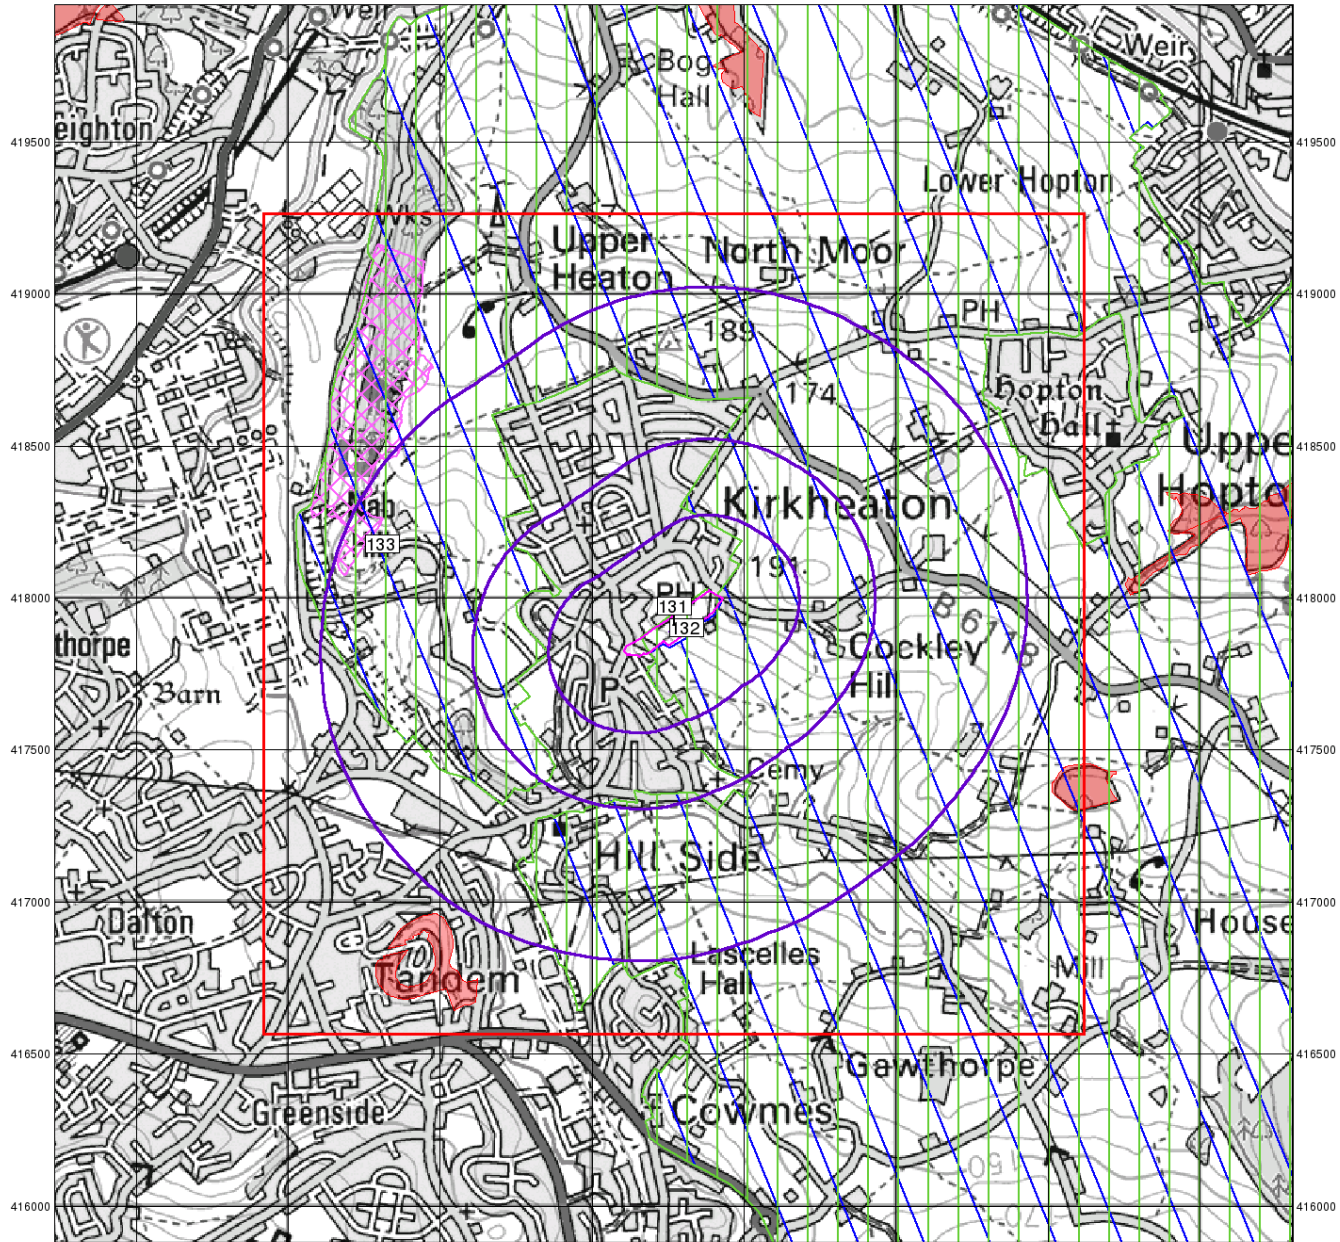 Weir
Bog
Hall
Weir
eighton
419500
419500
Lower Hopton
Wks
Upper
Heaton
North Moor
419000
419000
PH
189
174
Hopton
Hall
418500
418500
Uppe
Hopto
Kirkheaton
Nab
133
191
418000
PH
131
132
418000
B 6118
thorpe
Cockley
Hill
Barn
P
417500
417500
Cemy
Hill Side
417000
417000
Dalton
House
Tandem
Lascelles
Hall
Mill
416500
416500
Gawthorpe
Greenside
Cowmes
150
416000
416000